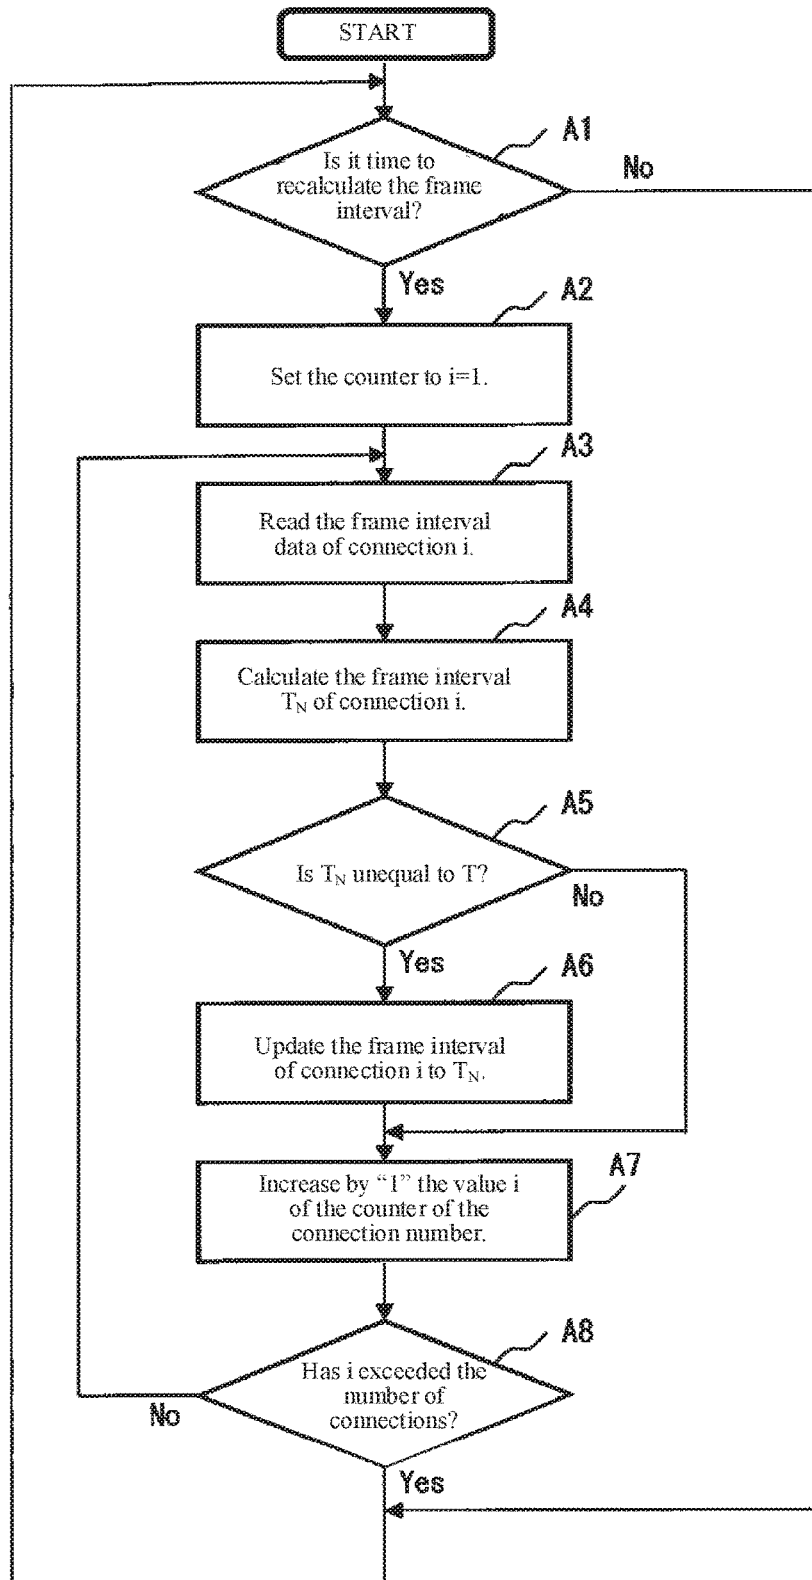 START
A1
Is it time to
recalculate the frame
interval?
No
Yes
A2
Set the counter to i=1.
A3
Read the frame interval
data of connection i.
A4
Calculate the frame interval
T_N of connection i.
A5
Is T_N unequal to T?
No
Yes
A6
Update the frame interval
of connection i to T_N.
A7
Increase by “1” the value i
of the counter of the
connection number.
A8
Has i exceeded the
number of
connections?
No
Yes